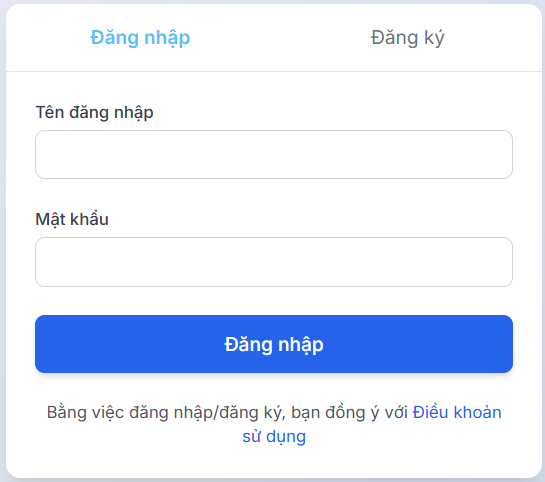 Đăng nhập
Đăng ký
Tên đăng nhập
Mật khẩu
Đăng nhập
Bằng việc đăng nhập/đăng ký, bạn đồng ý với Điều khoản
sử dụng